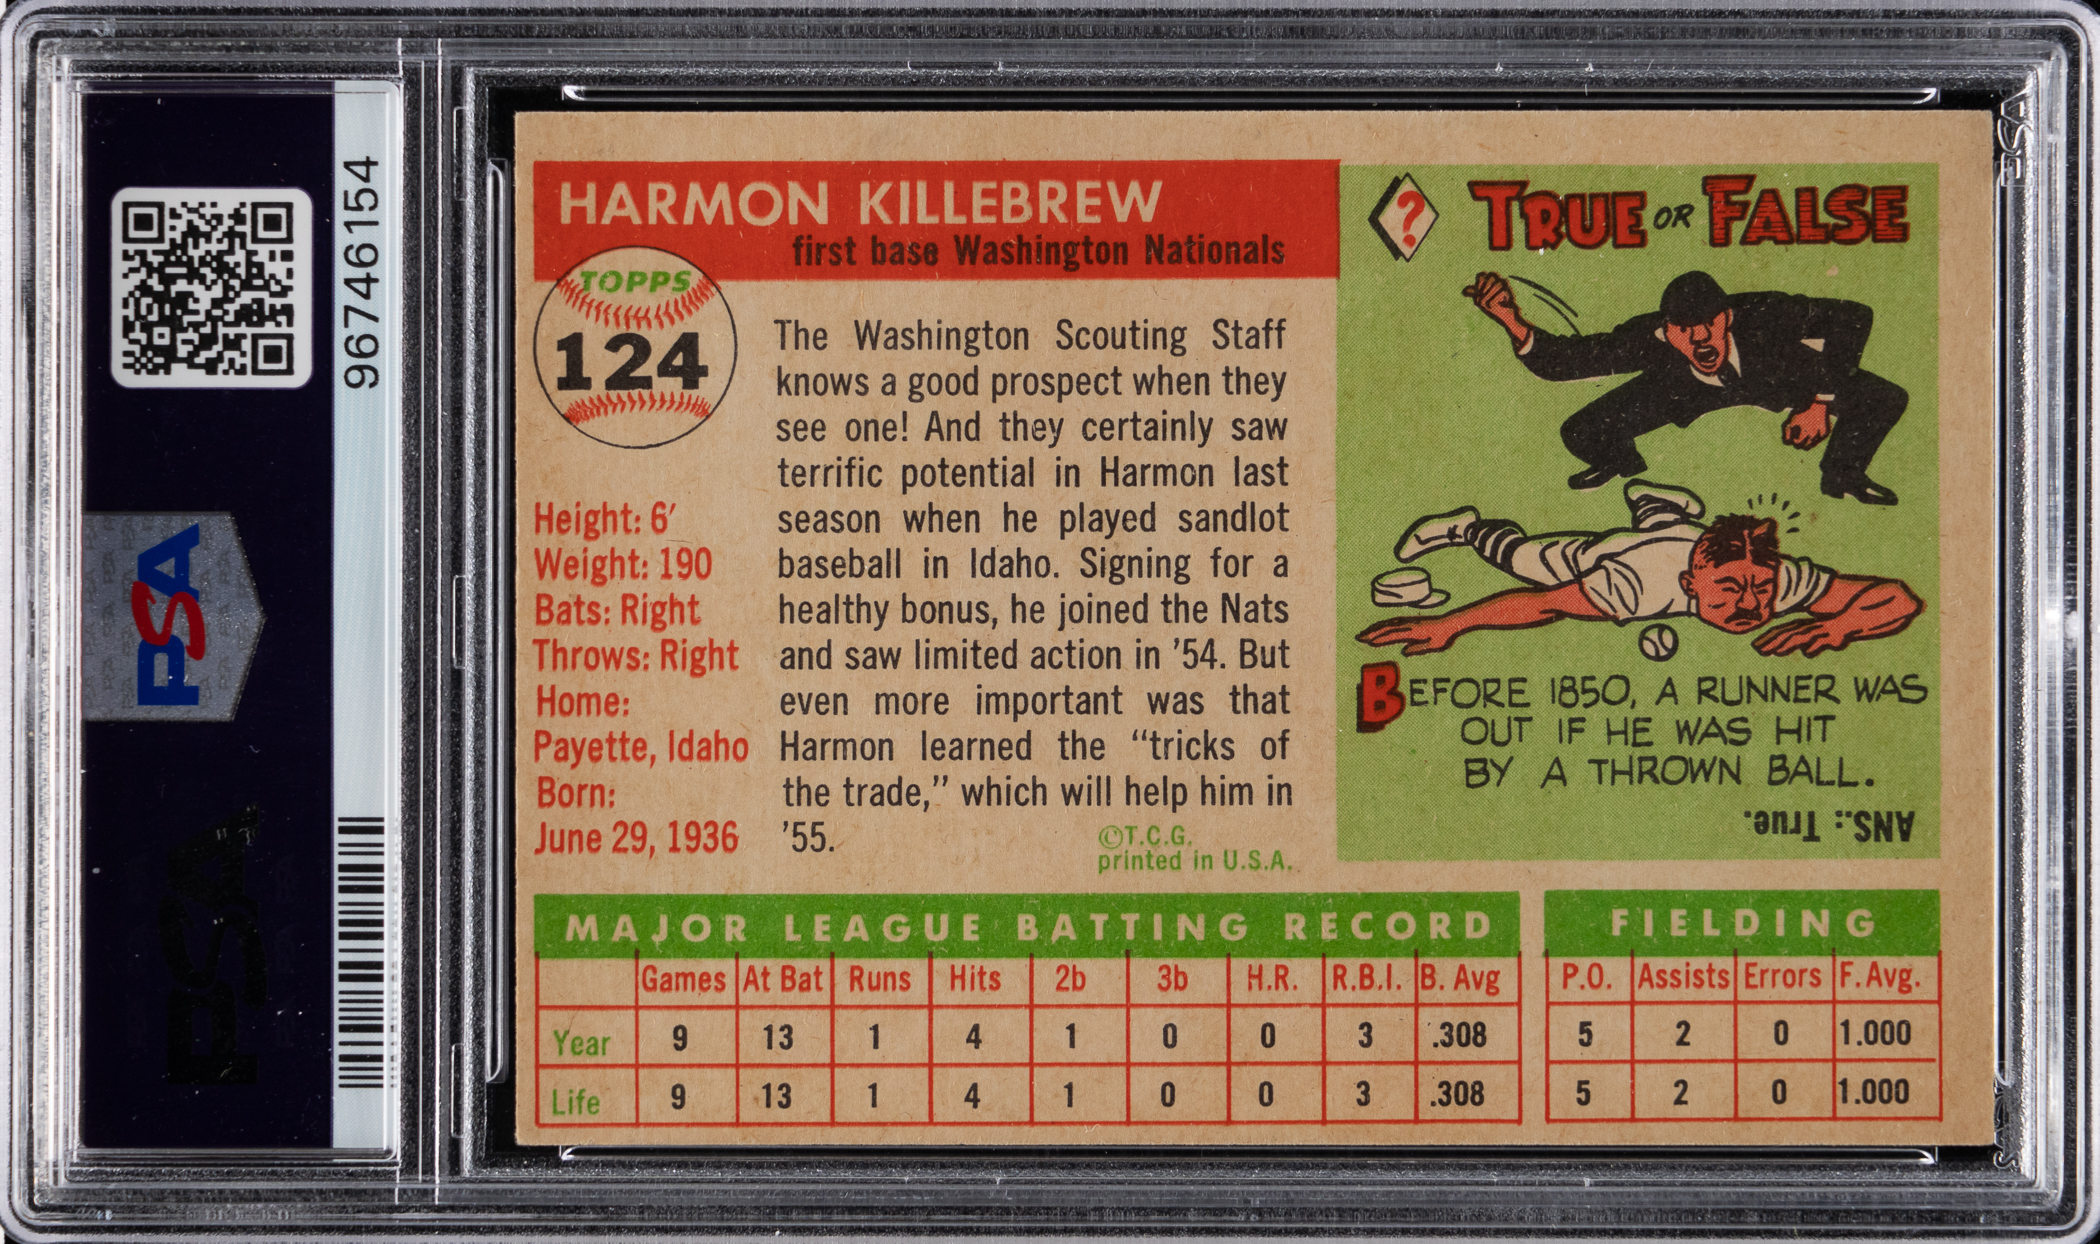 96746154
PSA
PSA
HARMON KILLEBREW
first base Washington Nationals
TOPPS
124
Height: 6'
Weight: 190
Bats: Right
Throws: Right
Home:
Payette, Idaho
Born:
June 29, 1936
The Washington Scouting Staff
knows a good prospect when they
see one! And they certainly saw
terrific potential in Harmon last
season when he played sandlot
baseball in Idaho. Signing for a
healthy bonus, he joined the Nats
and saw limited action in '54. But
even more important was that
Harmon learned the “tricks of
the trade,” which will help him in
'55.
©T.C.G.
printed in U.S.A.
?
TRUE OR FALSE
BEFORE 1850, A RUNNER WAS
OUT IF HE WAS HIT
BY A THROWN BALL.
ANS.: True.
MAJOR LEAGUE BATTING RECORD
Games At Bat Runs Hits 2b 3b H.R. R.B.I. B. Avg
Year 9 13 1 4 1 0 0 3 .308
Life 9 13 1 4 1 0 0 3 .308
FIELDING
P.O. Assists Errors F. Avg.
5 2 0 1.000
5 2 0 1.000